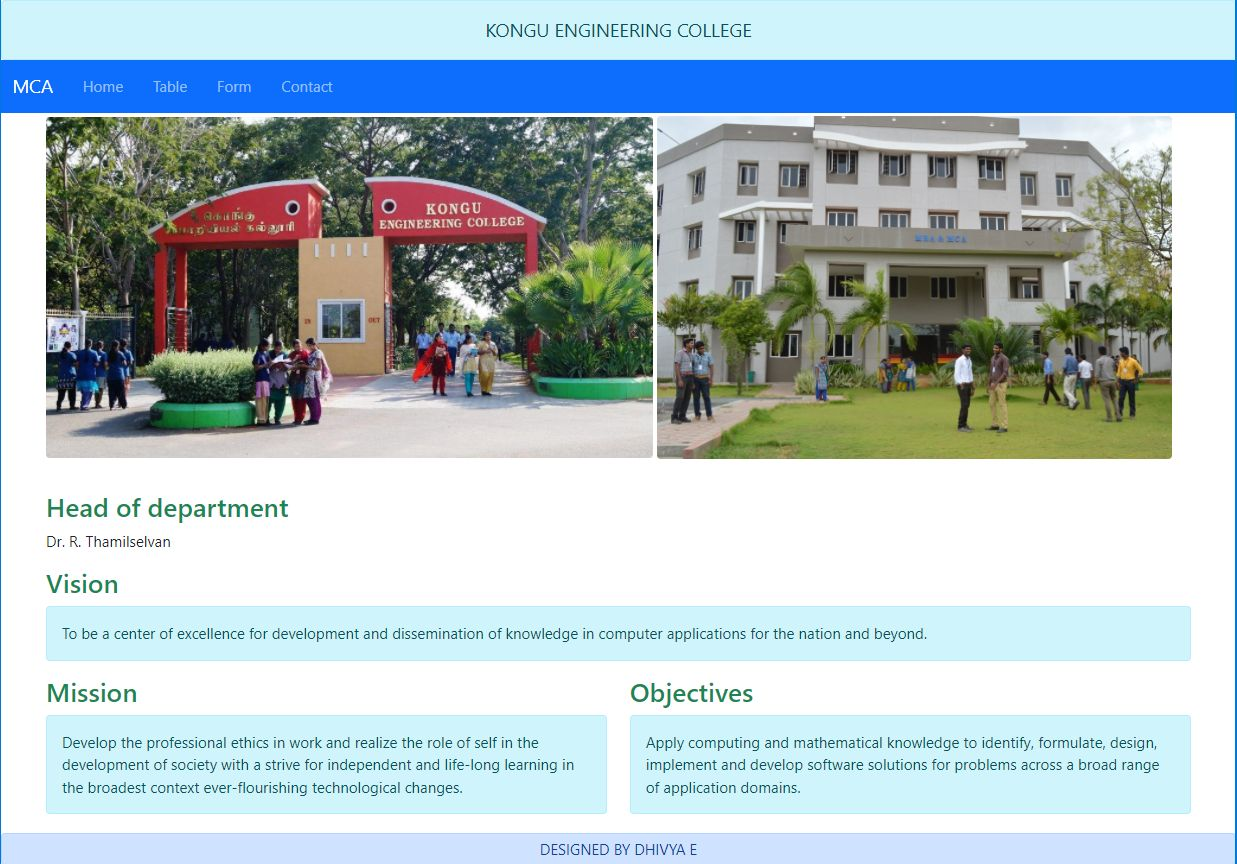 KONGU ENGINEERING COLLEGE
MCA Home Table Form Contact
கொங்கு
கல்லூரி
KONGU
ENGINEERING COLLEGE
IN OUT
MBA & MCA
Head of department
Dr. R. Thamilselvan
Vision
To be a center of excellence for development and dissemination of knowledge in computer applications for the nation and beyond.
Mission
Develop the professional ethics in work and realize the role of self in the
development of society with a strive for independent and life-long learning in
the broadest context ever-flourishing technological changes.
Objectives
Apply computing and mathematical knowledge to identify, formulate, design,
implement and develop software solutions for problems across a broad range
of application domains.
DESIGNED BY DHIVYA E